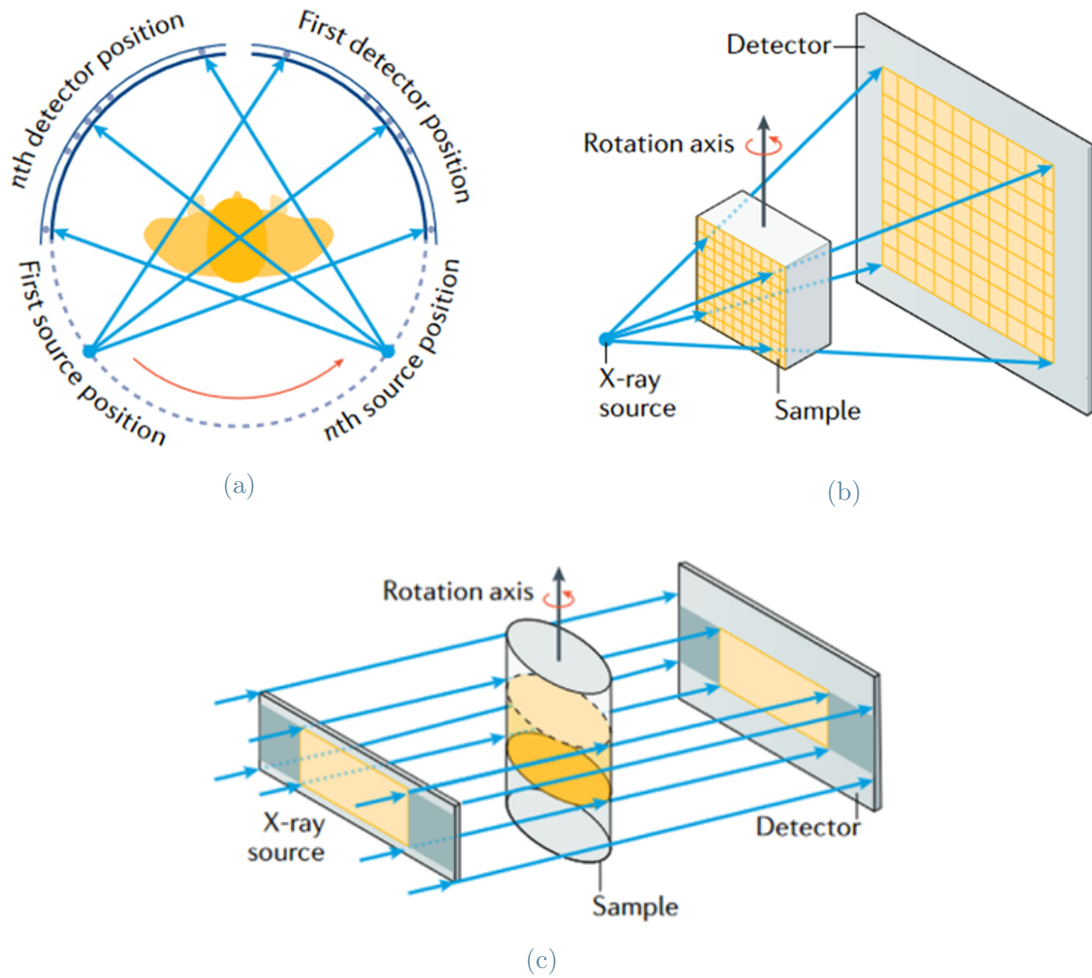 nth detector position
First detector position
First source position
nth source position
(a)
Detector
Rotation axis
X-ray
source
Sample
(b)
Rotation axis
X-ray
source
Detector
Sample
(c)